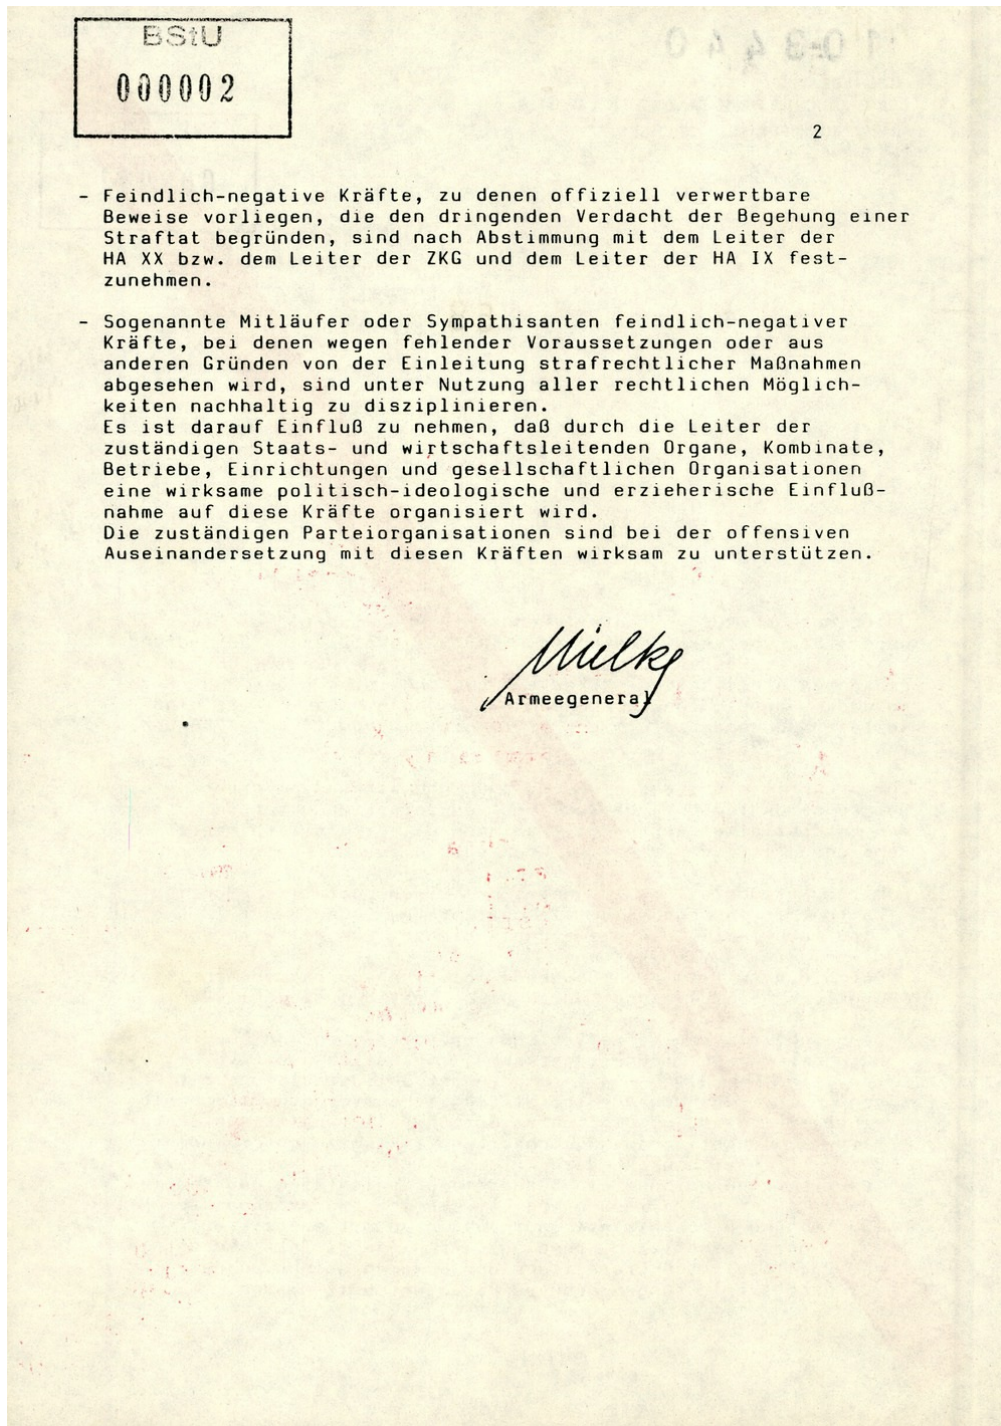 BStU
000002
2
- Feindlich-negative Kräfte, zu denen offiziell verwertbare
Beweise vorliegen, die den dringenden Verdacht der Begehung einer
Straftat begründen, sind nach Abstimmung mit dem Leiter der
HA XX bzw. dem Leiter der ZKG und dem Leiter der HA IX fest-
zunehmen.
- Sogenannte Mitläufer oder Sympathisanten feindlich-negativer
Kräfte, bei denen wegen fehlender Voraussetzungen oder aus
anderen Gründen von der Einleitung strafrechtlicher Maßnahmen
abgesehen wird, sind unter Nutzung aller rechtlichen Möglich-
keiten nachhaltig zu disziplinieren.
Es ist darauf Einfluß zu nehmen, daß durch die Leiter der
zuständigen Staats- und wirtschaftsleitenden Organe, Kombinate,
Betriebe, Einrichtungen und gesellschaftlichen Organisationen
eine wirksame politisch-ideologische und erzieherische Einfluß-
nahme auf diese Kräfte organisiert wird.
Die zuständigen Parteiorganisationen sind bei der offensiven
Auseinandersetzung mit diesen Kräften wirksam zu unterstützen.
Mielke
Armeegeneral